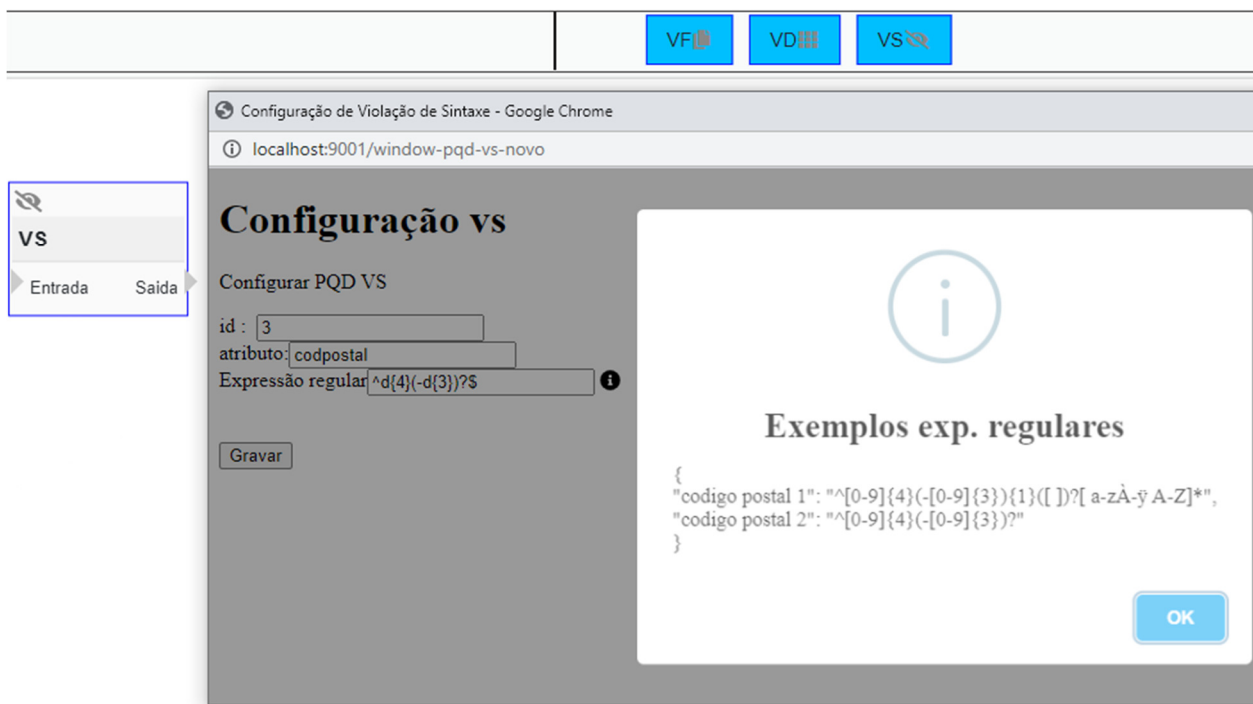 VF
VD
VS
Configuração de Violação de Sintaxe - Google Chrome
localhost:9001/window-pqd-vs-novo
VS
Entrada Saida
Configuração vs
Configurar PQD VS
id : 3
atributo: codpostal
Expressão regular ^d{4}(-d{3})?$
Gravar
Exemplos exp. regulares
{
"codigo postal 1": "^[0-9]{4}(-[0-9]{3}){1}([ ])?[ a-zÀ-ÿ A-Z]*",
"codigo postal 2": "^[0-9]{4}(-[0-9]{3})?"
}
OK